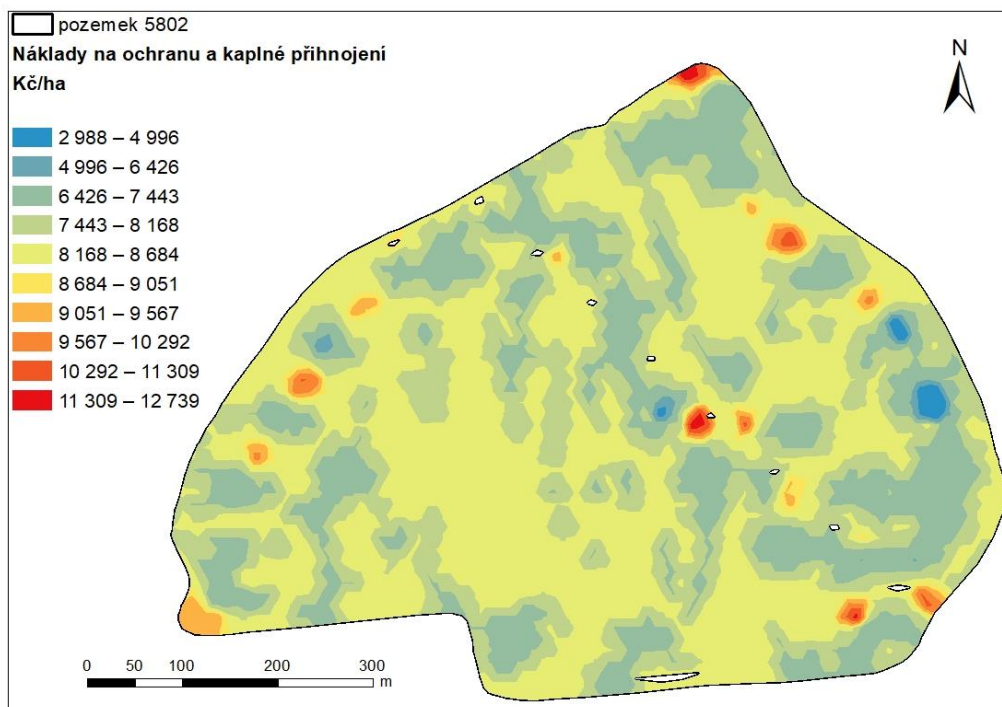 pozemek 5802
Náklady na ochranu a kaplné přihnojení
Kč/ha
2 988 – 4 996
4 996 – 6 426
6 426 – 7 443
7 443 – 8 168
8 168 – 8 684
8 684 – 9 051
9 051 – 9 567
9 567 – 10 292
10 292 – 11 309
11 309 – 12 739
N
0 50 100 200 300
m